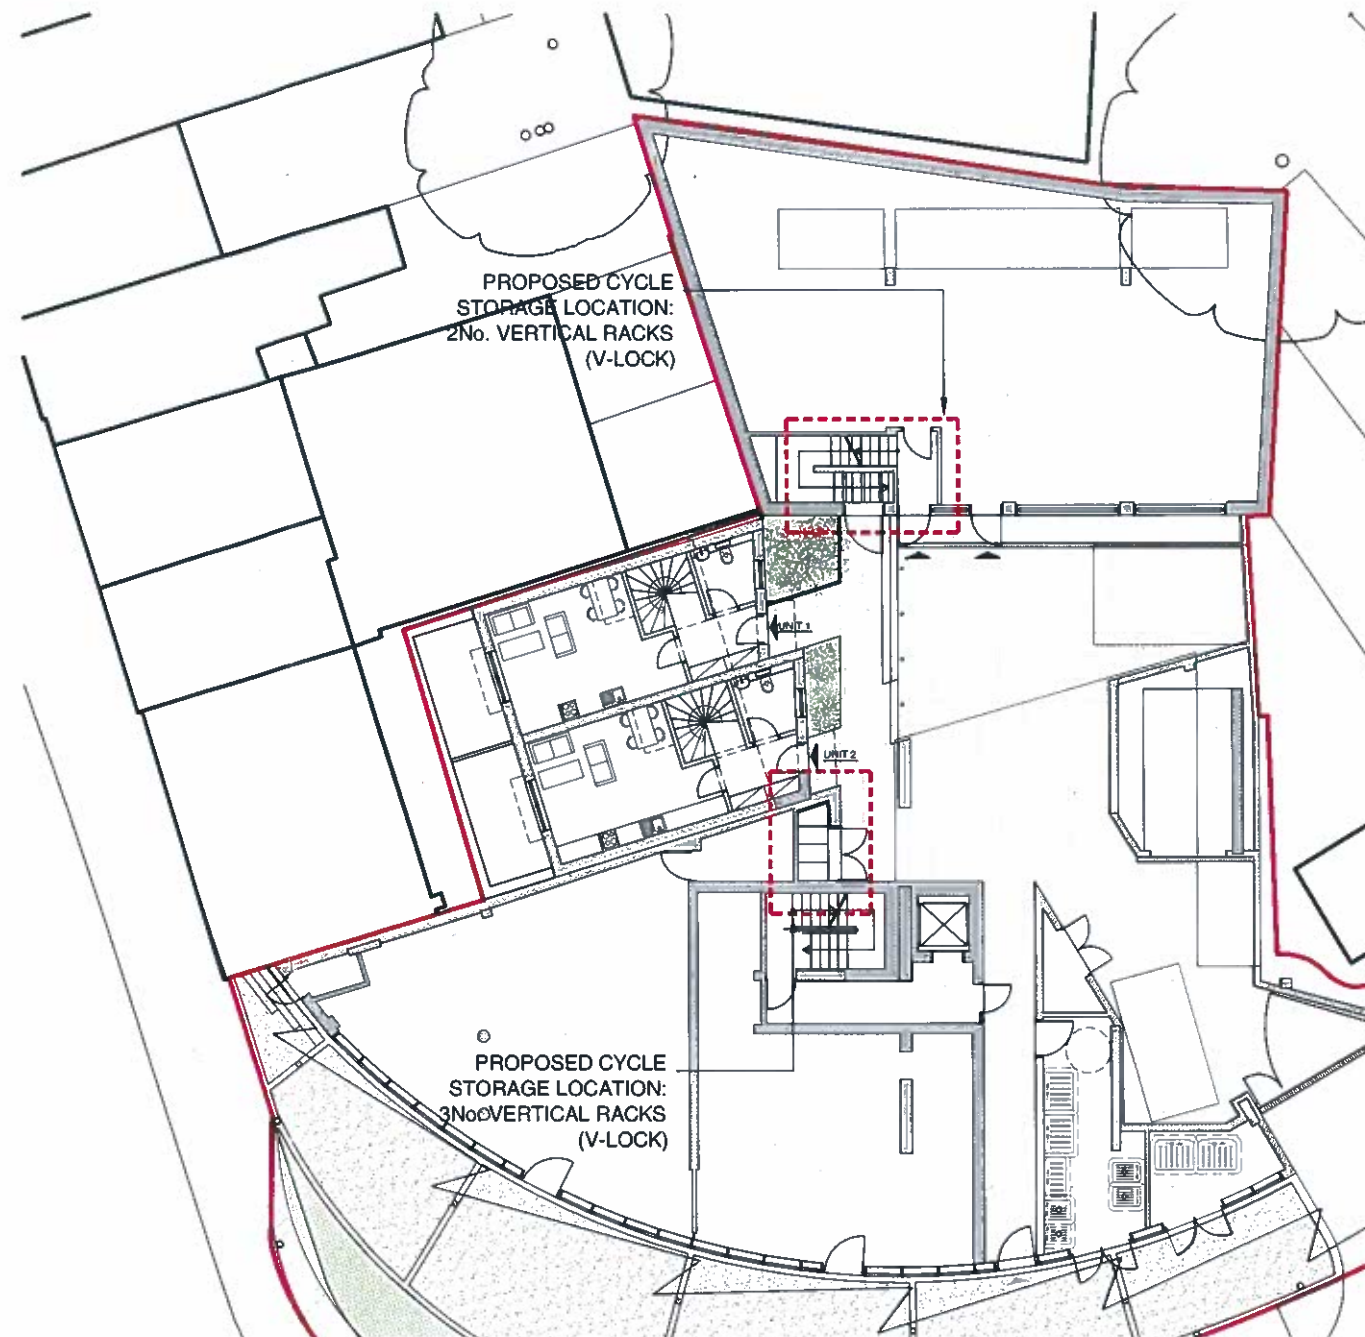 PROPOSED CYCLE
STORAGE LOCATION:
2No. VERTICAL RACKS
(V-LOCK)
UNIT 1
UNIT 2
PROPOSED CYCLE
STORAGE LOCATION:
3No. VERTICAL RACKS
(V-LOCK)